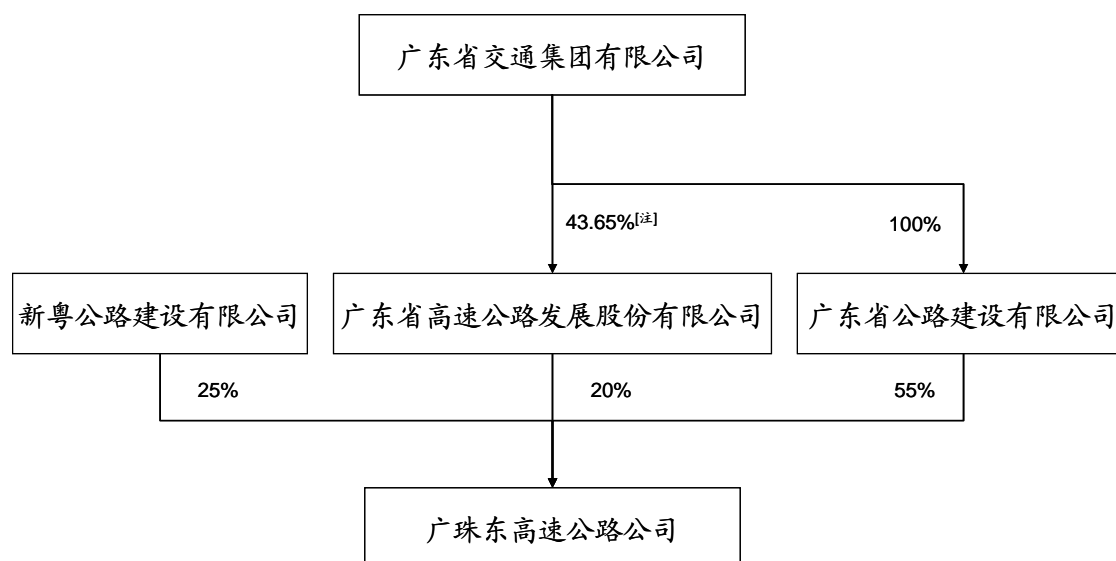 广东省交通集团有限公司
43.65%[注]
100%
新粤公路建设有限公司
广东省高速公路发展股份有限公司
广东省公路建设有限公司
25%
20%
55%
广珠东高速公路公司